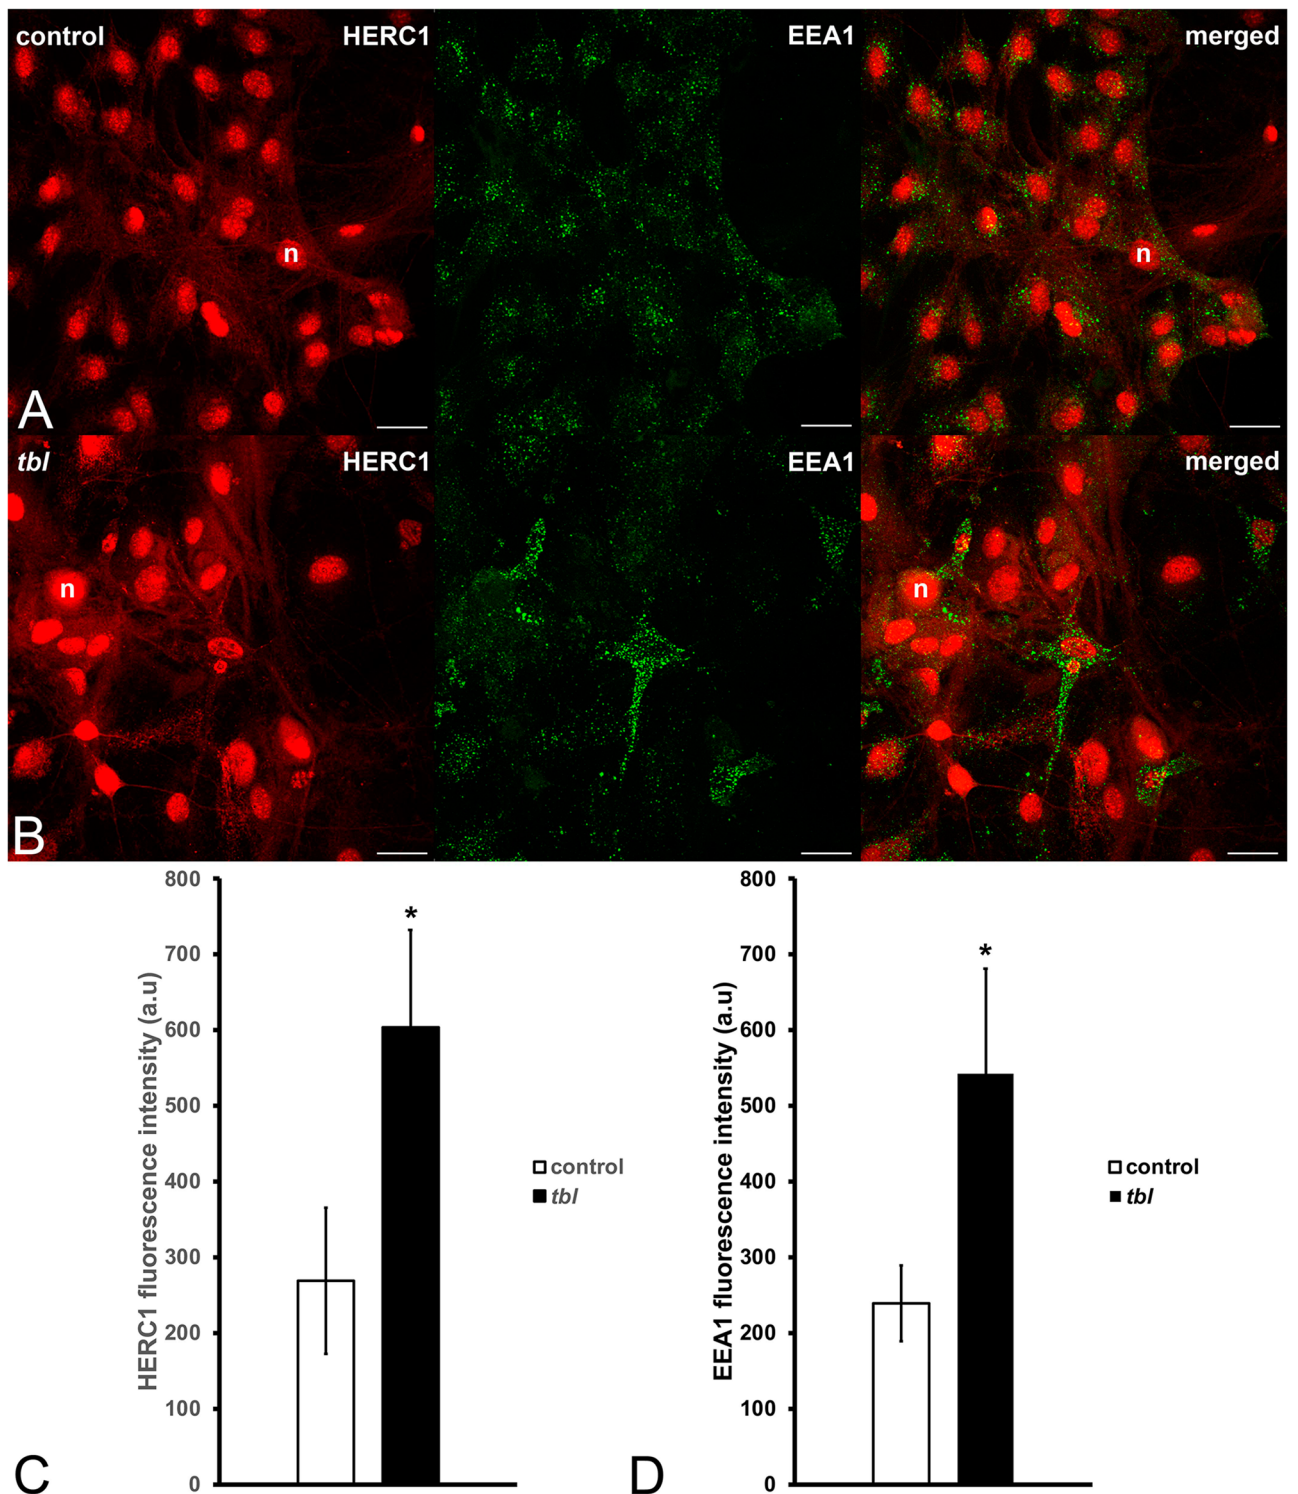 control HERC1 EEA1 merged
n n
A
tbl HERC1 EEA1 merged
n n
B
800
700
600
500
400
300
200
100
0
HERC1 fluorescence intensity (a.u)
*
control
tbl
C
800
700
600
500
400
300
200
100
0
EEA1 fluorescence intensity (a.u)
*
control
tbl
D